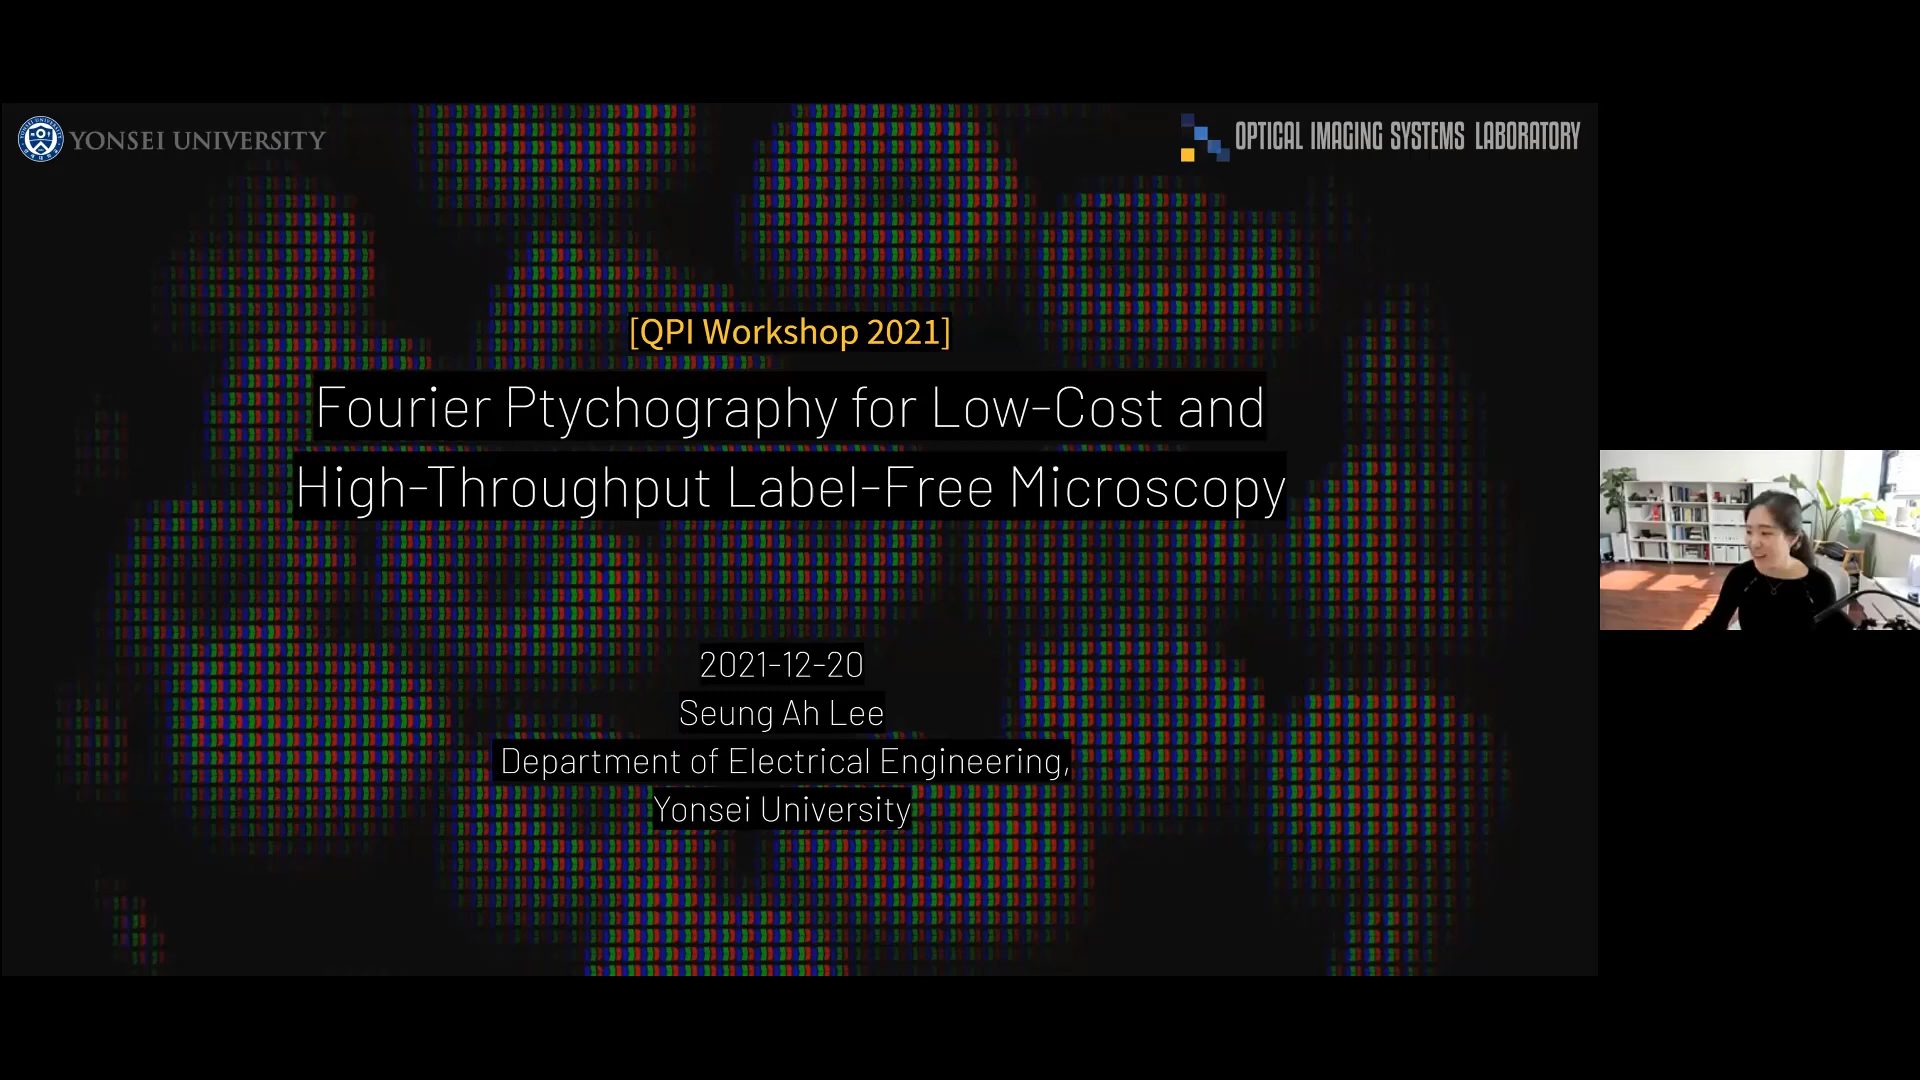 YONSEI UNIVERSITY
OPTICAL IMAGING SYSTEMS LABORATORY
[QPI Workshop 2021]
Fourier Ptychography for Low-Cost and
High-Throughput Label-Free Microscopy
2021-12-20
Seung Ah Lee
Department of Electrical Engineering,
Yonsei University